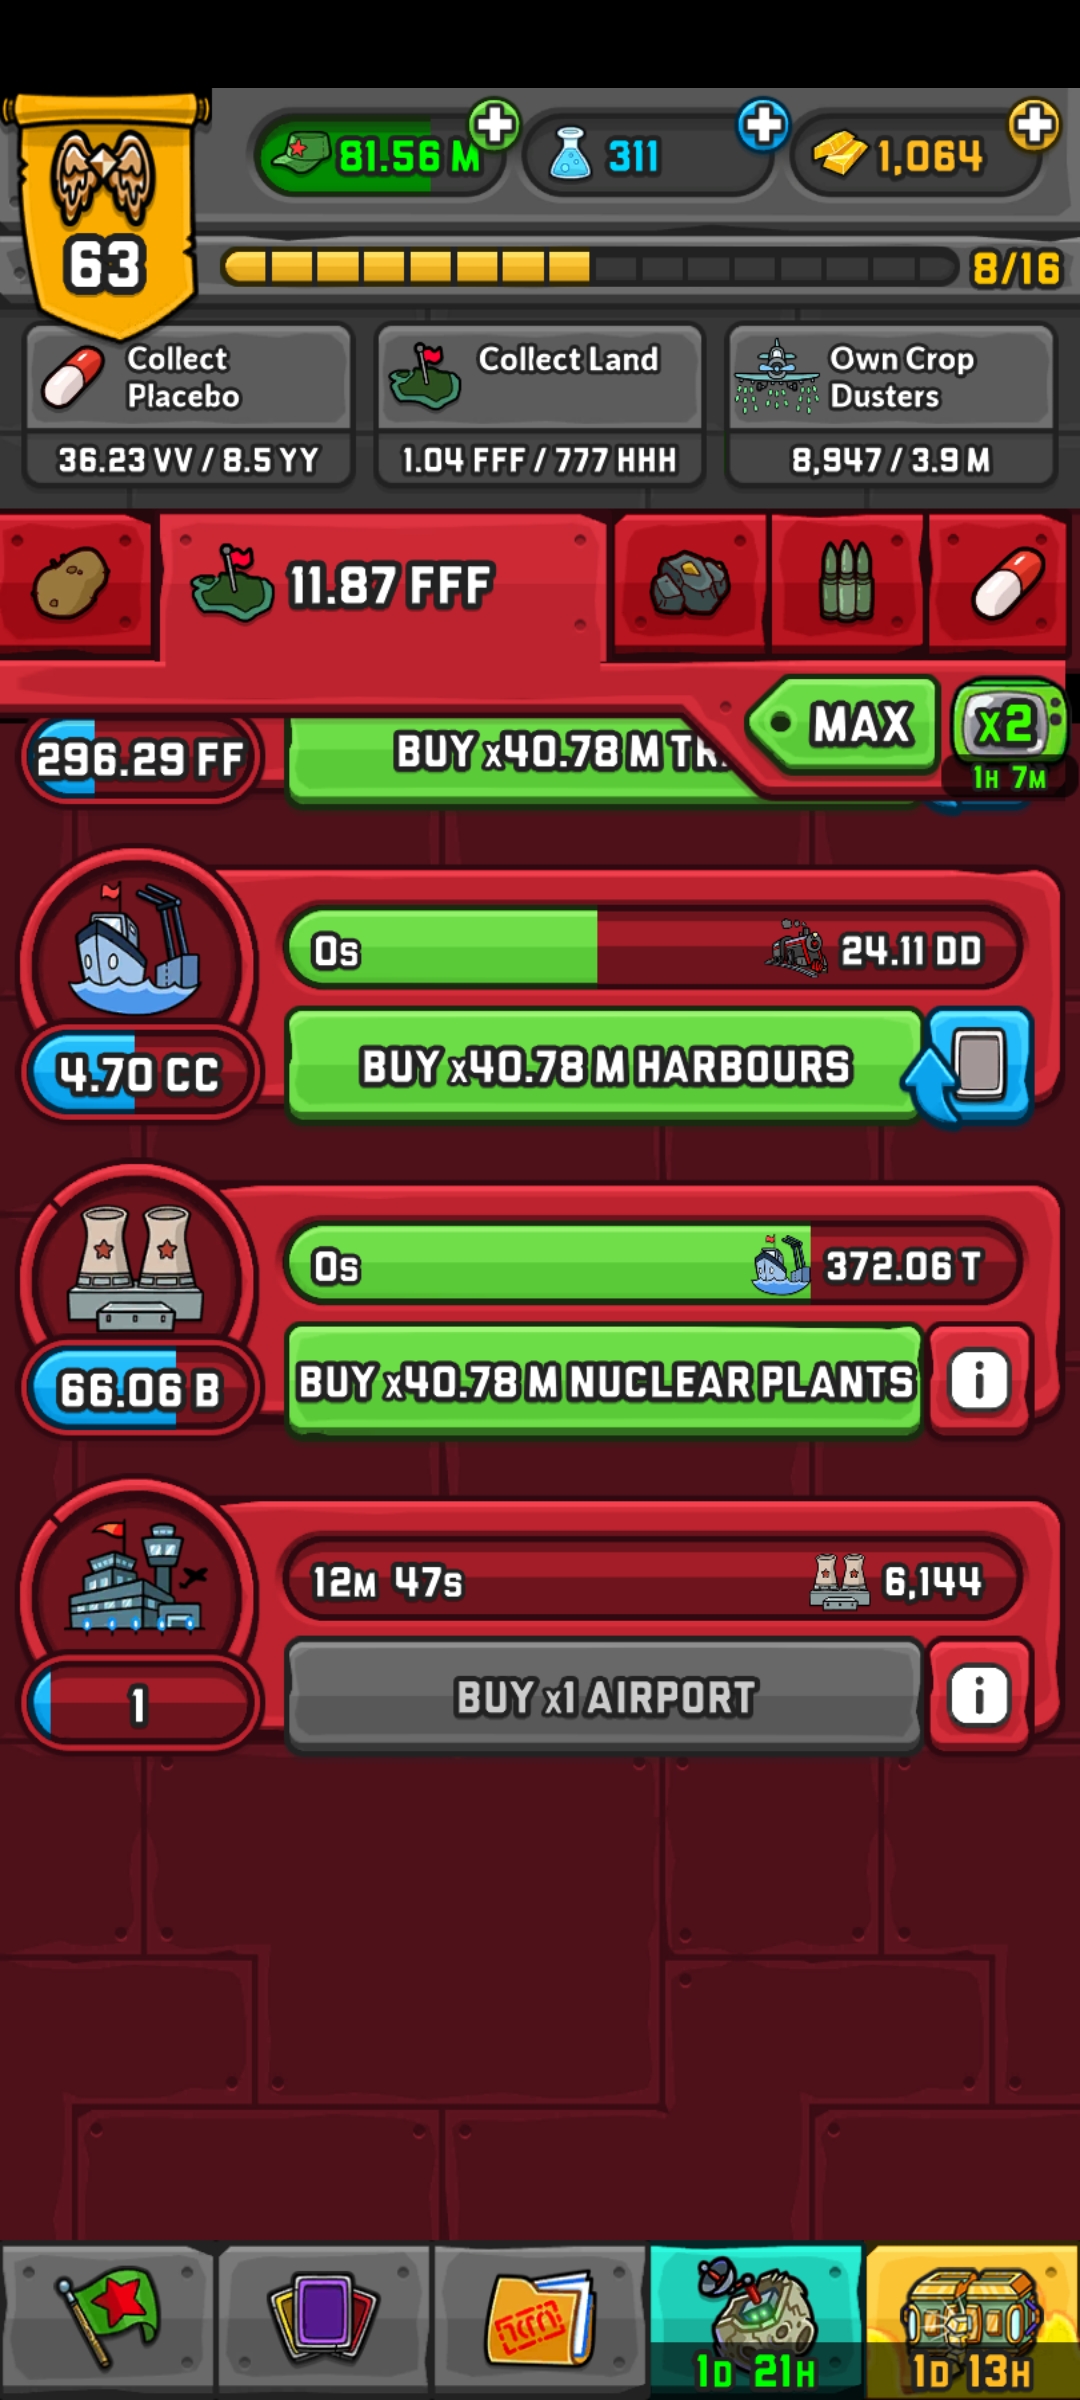 81.56 M
311
1,064
63
8/16
Collect
Placebo
36.23 VV / 8.5 YY
Collect Land
1.04 FFF / 777 HHH
Own Crop
Dusters
8,947 / 3.9 M
11.87 FFF
MAX
x2
1H 7M
296.29 FF
BUY x40.78 M TR
0s
24.11 DD
4.70 CC
BUY x40.78 M HARBOURS
0s
372.06 T
66.06 B
BUY x40.78 M NUCLEAR PLANTS
i
12M 47s
6,144
1
BUY x1 AIRPORT
i
1D 21H
1D 13H